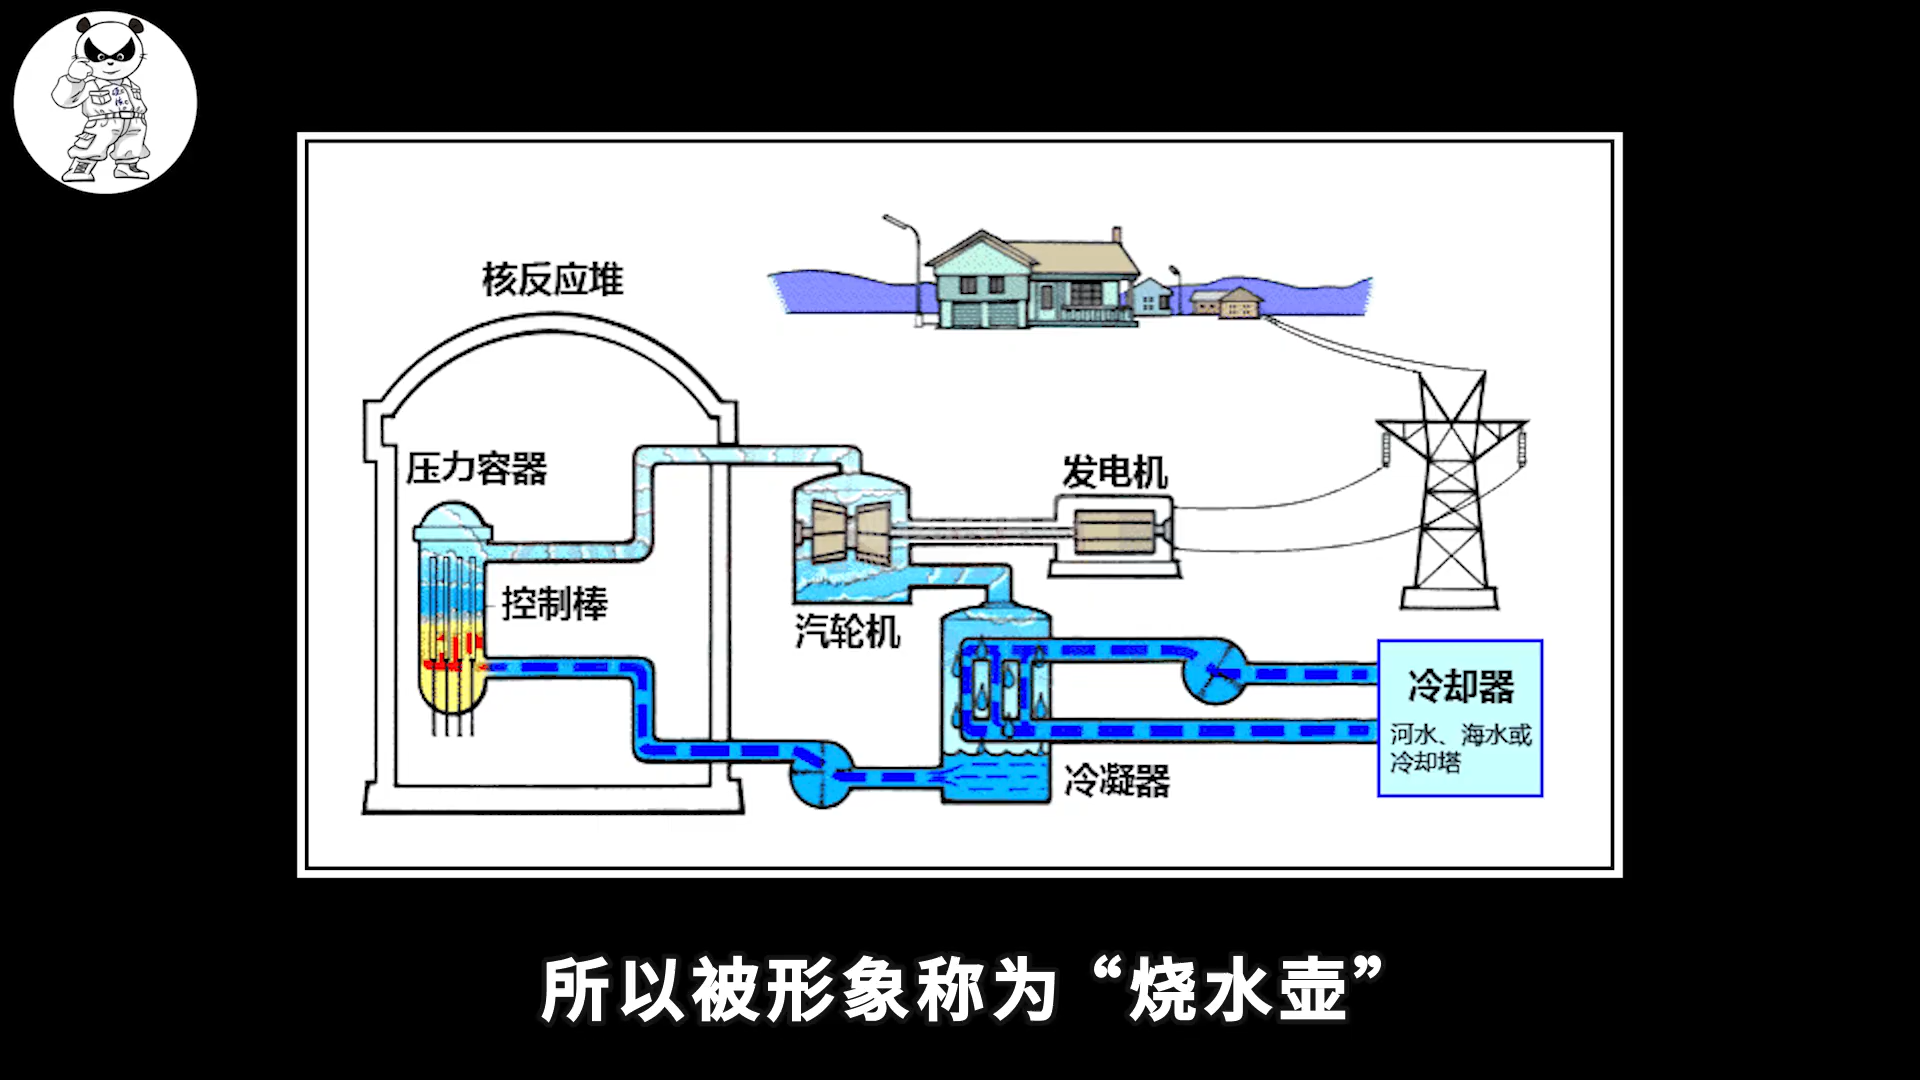 核反应堆
压力容器
控制棒
汽轮机
发电机
冷凝器
冷却器
河水、海水或
冷却塔
所以被形象称为“烧水壶”